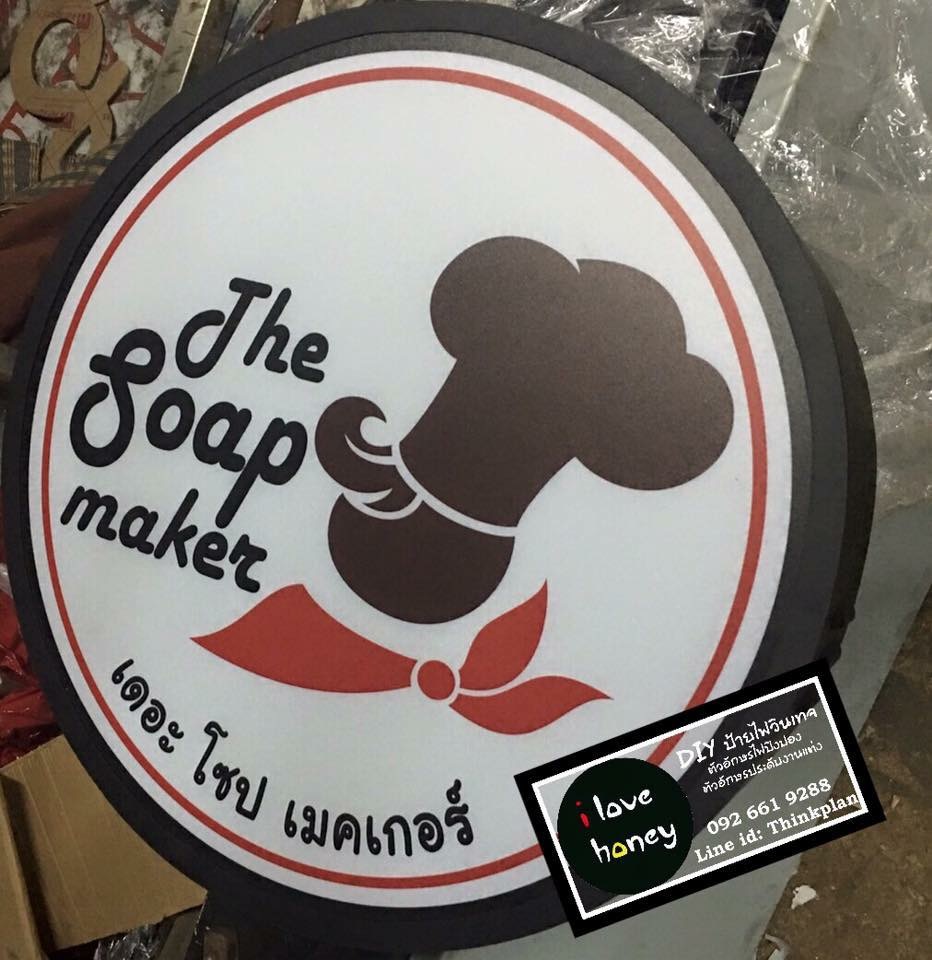 The
Soap
maker
เดอะ โซป เมคเกอร์
i love
honey
DIY ป้ายไฟวินเทค
ตัวอักษรไฟปิงปอง
ตัวอักษรประดับงานแต่ง
092 661 9288
Line id: Thinkplan